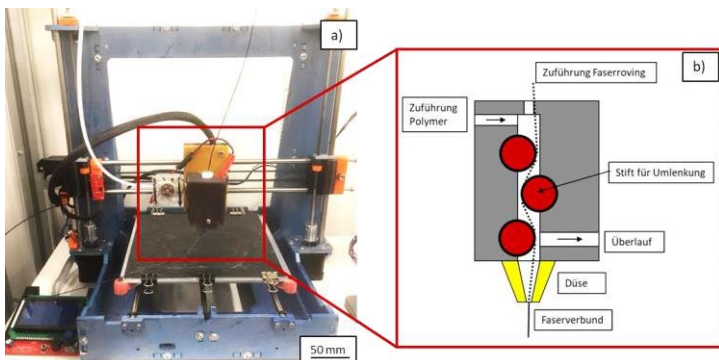 a)
50 mm
b)
Zuführung Faserroving
Zuführung
Polymer
Stift für Umlenkung
Überlauf
Düse
Faserverbund